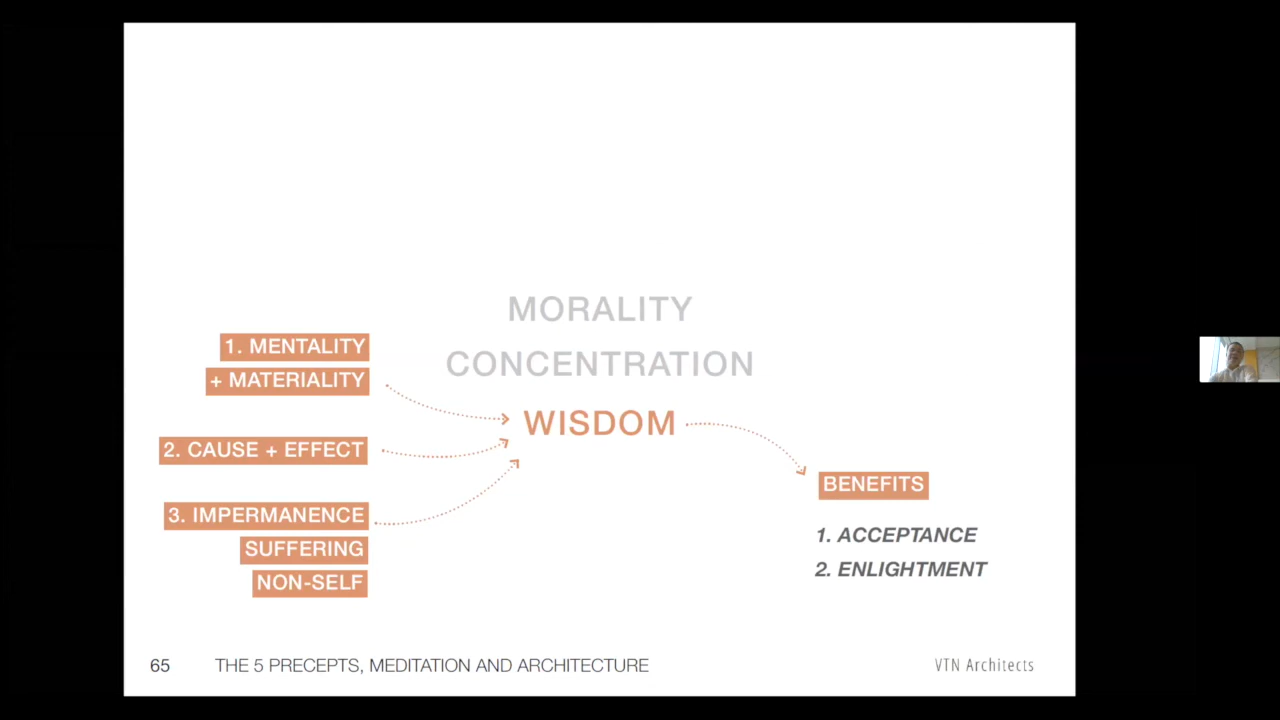 MORALITY
CONCENTRATION
WISDOM
1. MENTALITY
+ MATERIALITY
2. CAUSE + EFFECT
3. IMPERMANENCE
SUFFERING
NON-SELF
BENEFITS
1. ACCEPTANCE
2. ENLIGHTMENT
65 THE 5 PRECEPTS, MEDITATION AND ARCHITECTURE VTN Architects